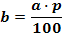 b = a · p / 100